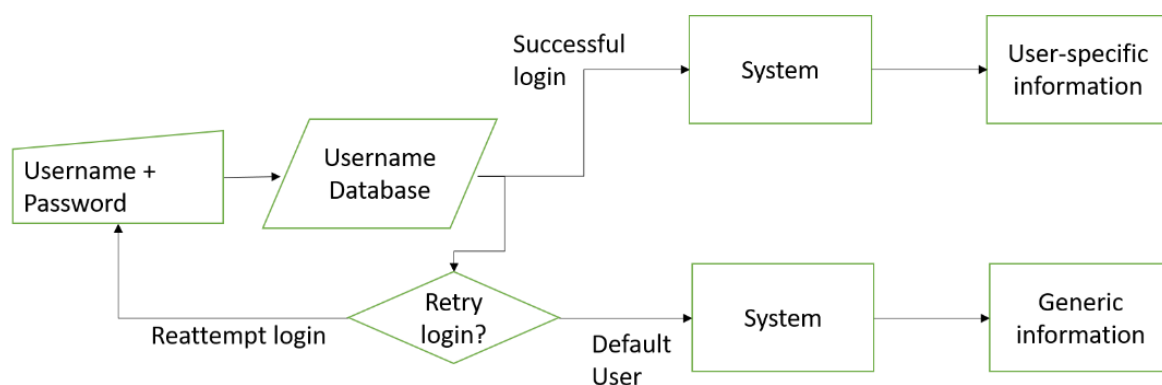 Successful
login
System
User-specific
information
Username +
Password
Username
Database
Retry
login?
Reattempt login
Default
User
System
Generic
information